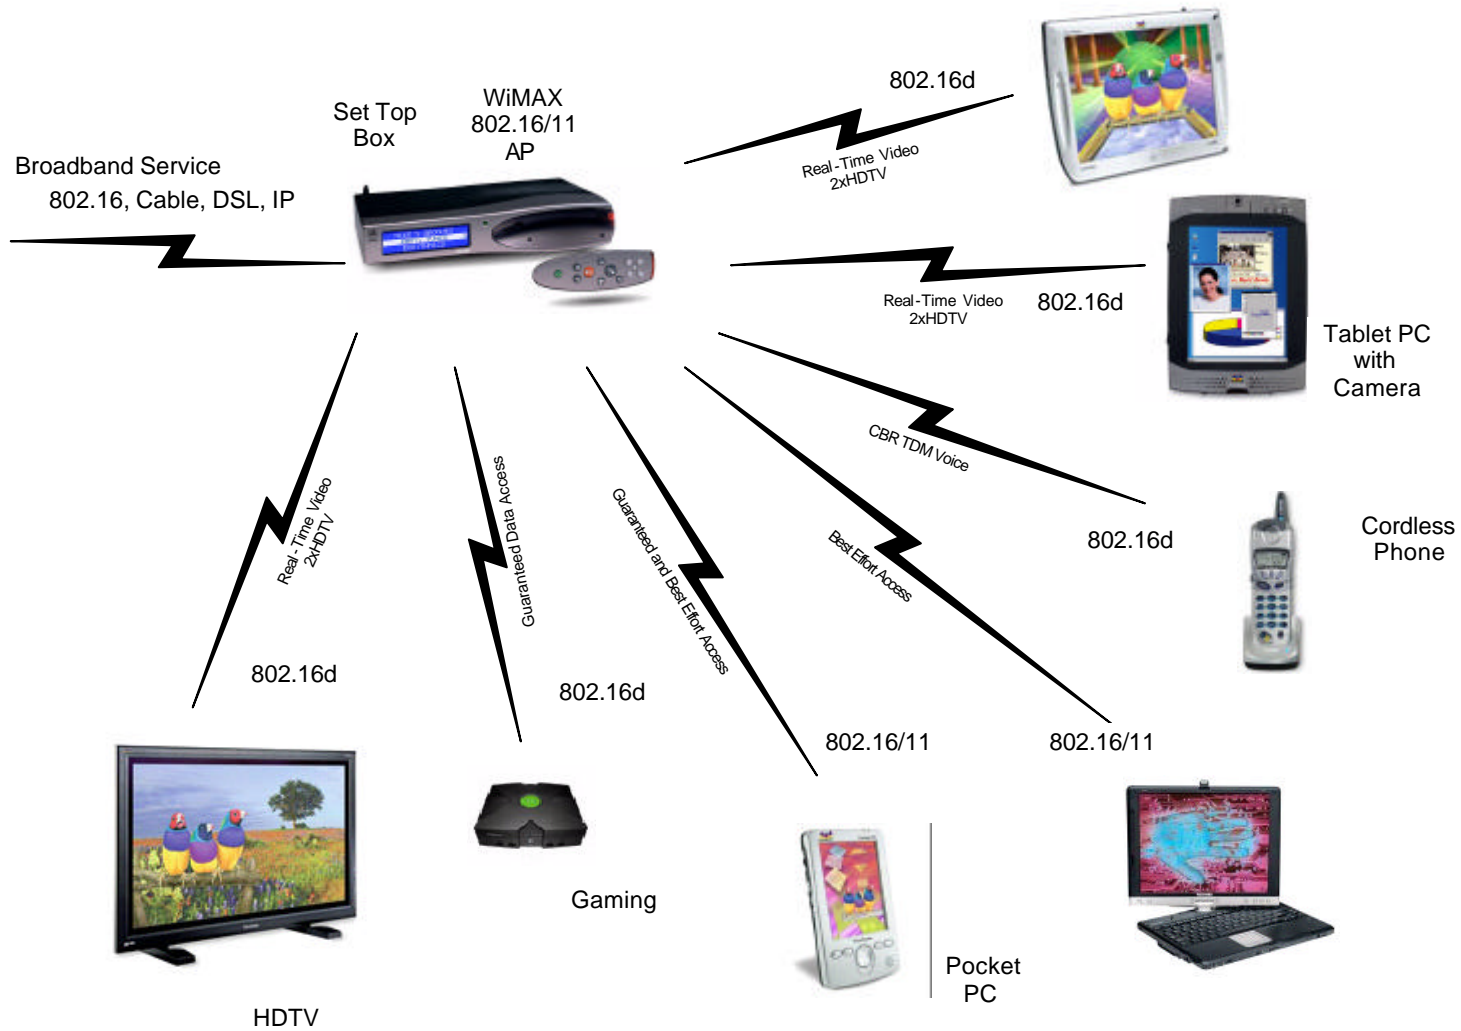 802.16d
Set Top
Box
WiMAX
802.16/11
AP
Real-Time Video
2xHDTV
Broadband Service
802.16, Cable, DSL, IP
Real-Time Video
2xHDTV
802.16d
Tablet PC
with
Camera
CBR TDM Voice
802.16d
Cordless
Phone
Real-Time Video
2xHDTV
Guaranteed Data Access
Guaranteed and Best Effort Access
Best Effort Access
802.16d
802.16d
802.16/11
802.16/11
Gaming
Pocket
PC
HDTV